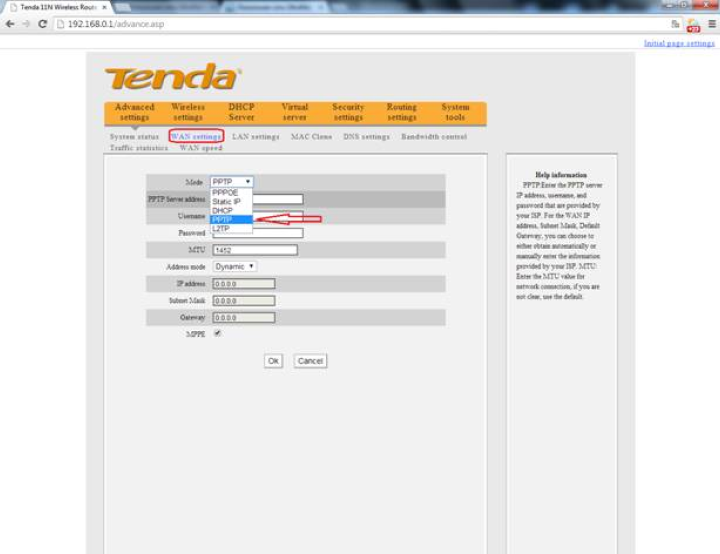 Tenda 11N Wireless Route
192.168.0.1/advance.asp
Initial page settings
Tenda
Advanced settings
Wireless settings
DHCP Server
Virtual server
Security settings
Routing settings
System tools
System status WAN settings LAN settings MAC Clone DNS settings Bandwidth control
Traffic statistics WAN speed
Mode PPTP
PPPOE
Static IP
DHCP
PPTP
L2TP
PPTP Server address
Username
Password
MTU 1452
Address mode Dynamic
IP address 0.0.0.0
Subnet Mask 0.0.0.0
Gateway 0.0.0.0
MPPE
Ok Cancel
Help information
PPTP:Enter the PPTP server
IP address, username, and
password that are provided by
your ISP. For the WAN IP
address, Subnet Mask, Default
Gateway, you can choose to
either obtain automatically or
manually enter the information
provided by your ISP. MTU:
Enter the MTU value for
network connection, if you are
not clear, use the default.